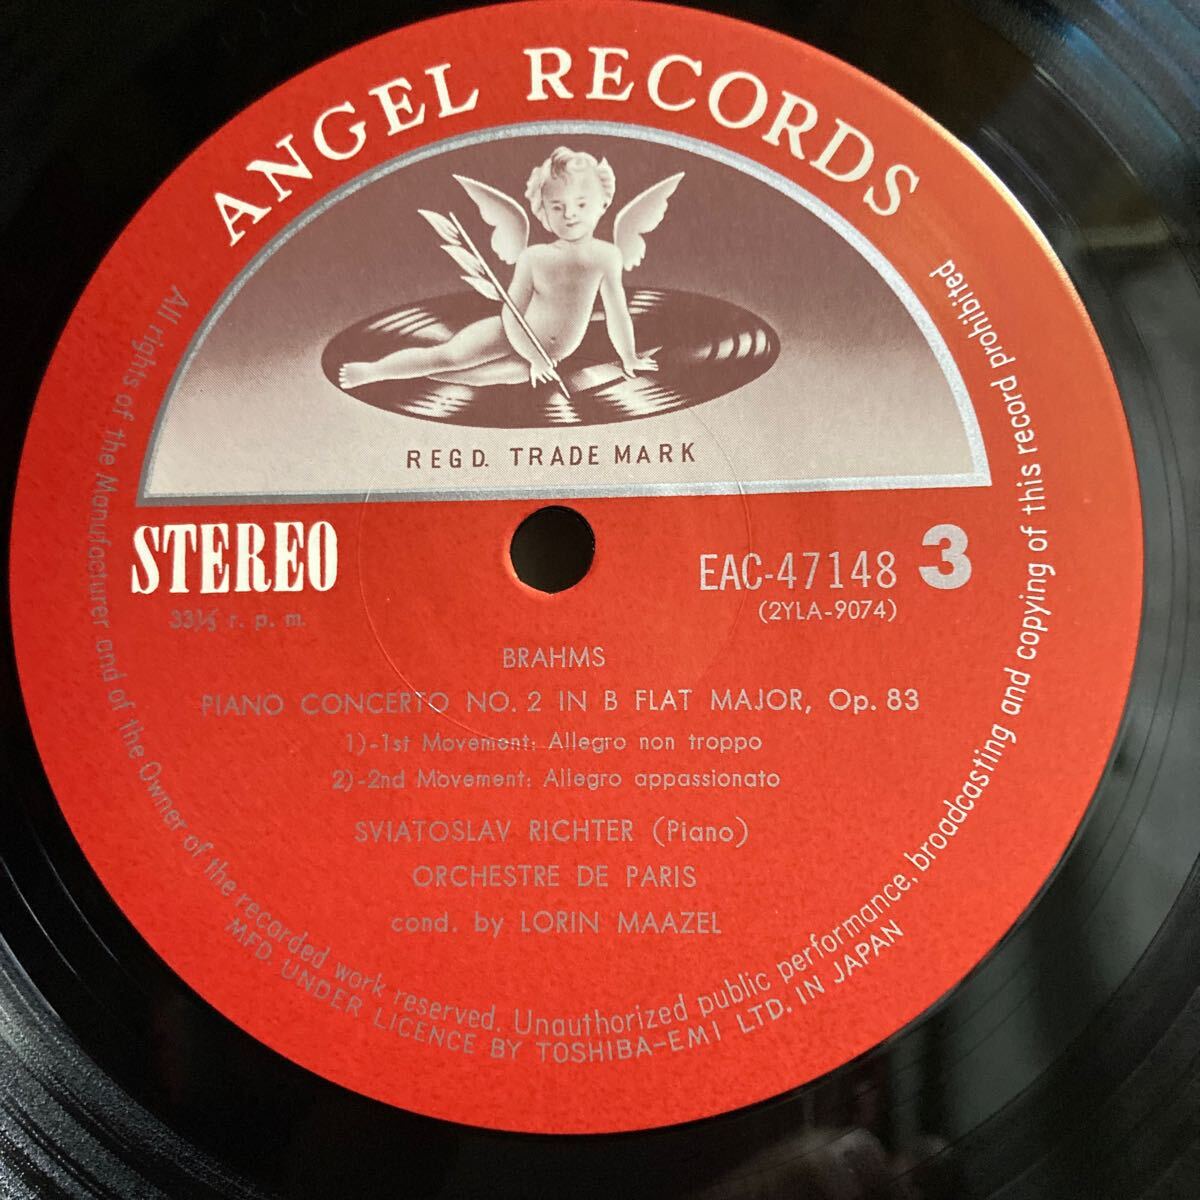 ANGEL RECORDS
REGD. TRADE MARK
STEREO
33⅓ r. p. m.
EAC-47148 3
(2YLA-9074)
BRAHMS
PIANO CONCERTO NO. 2 IN B FLAT MAJOR, Op. 83
1)-1st Movement: Allegro non troppo
2)-2nd Movement: Allegro appassionato
SVIATOSLAV RICHTER (Piano)
ORCHESTRE DE PARIS
cond. by LORIN MAAZEL
All rights of the Manufacturer and of the Owner of the recorded work reserved. Unauthorized public performance, broadcasting and copying of this record prohibited
MFD. UNDER LICENCE BY TOSHIBA-EMI LTD. IN JAPAN